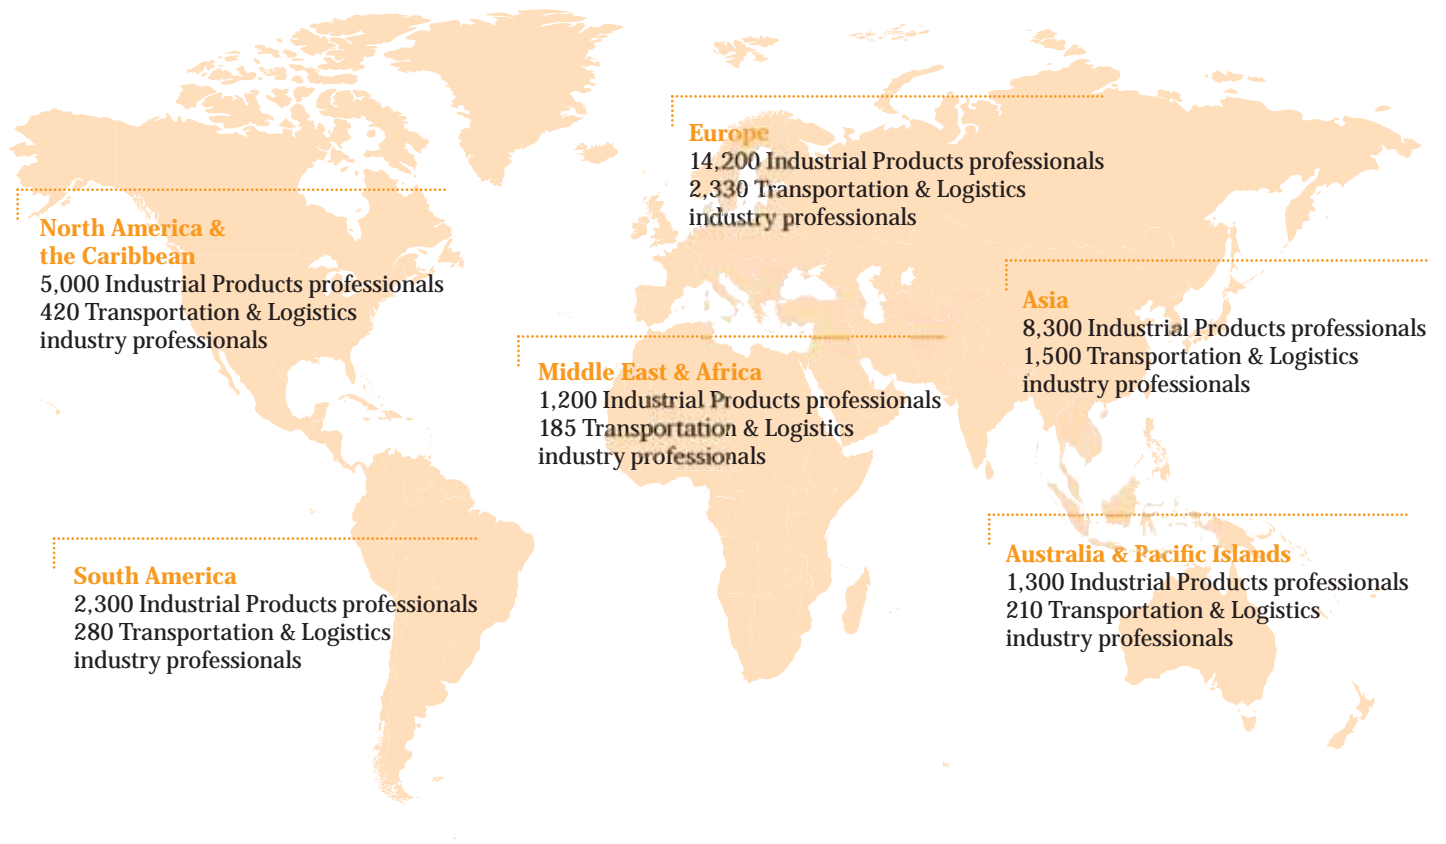 Europe
14,200 Industrial Products professionals
2,330 Transportation & Logistics
industry professionals
North America &
the Caribbean
5,000 Industrial Products professionals
420 Transportation & Logistics
industry professionals
Asia
8,300 Industrial Products professionals
1,500 Transportation & Logistics
industry professionals
Middle East & Africa
1,200 Industrial Products professionals
185 Transportation & Logistics
industry professionals
South America
2,300 Industrial Products professionals
280 Transportation & Logistics
industry professionals
Australia & Pacific Islands
1,300 Industrial Products professionals
210 Transportation & Logistics
industry professionals